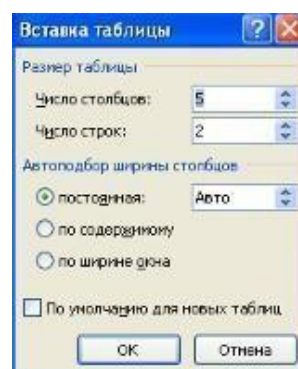 Вставка таблицы
Размер таблицы
Число столбцов: 5
Число строк: 2
Автоподбор ширины столбцов
постоянная: Авто
по содержимому
по ширине окна
По умолчанию для новых таблиц
ОК Отмена